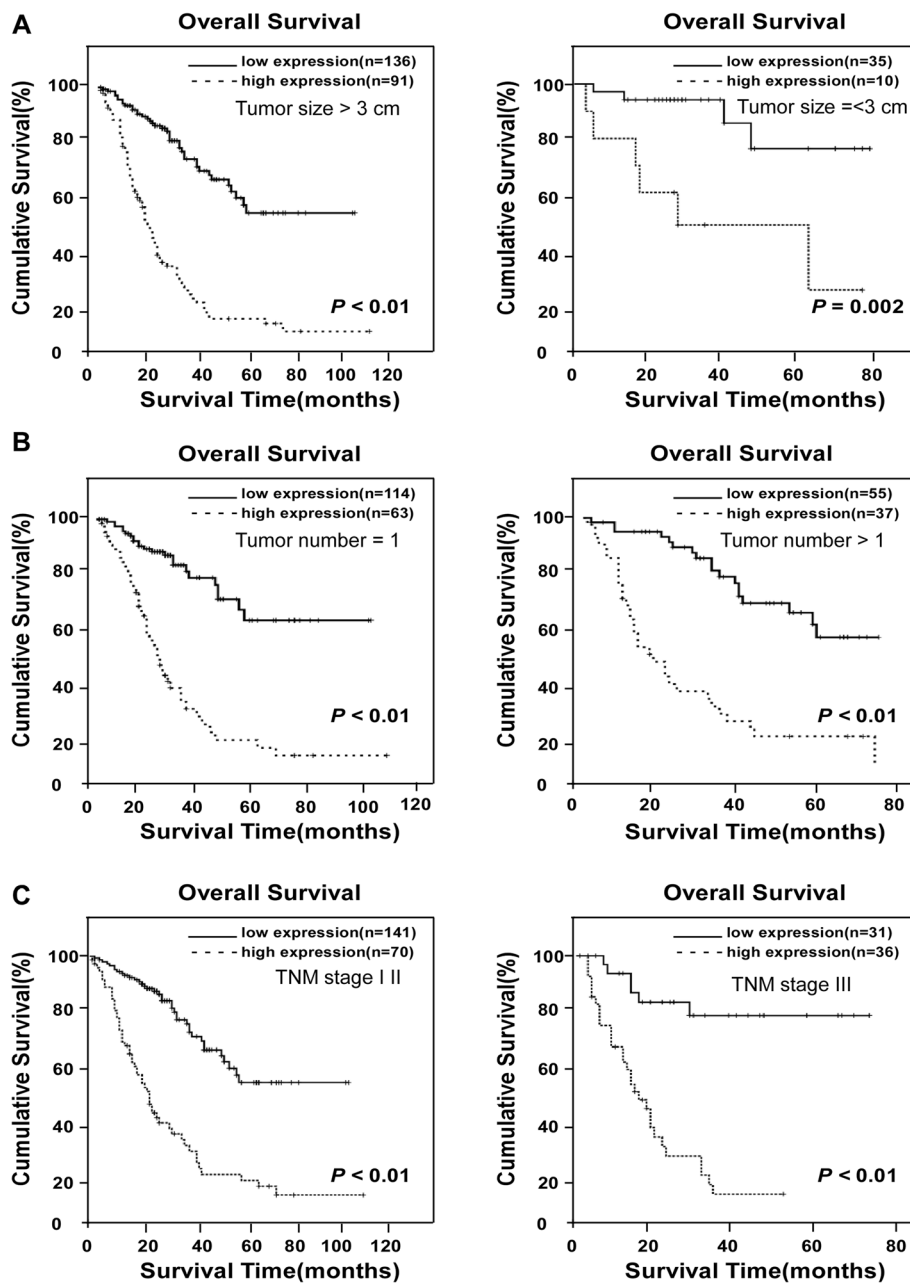 A
Overall Survival
low expression(n=136)
high expression(n=91)
Tumor size > 3 cm
Cumulative Survival(%)
100
80
60
40
20
0
P < 0.01
0 20 40 60 80 100 120
Survival Time(months)
Overall Survival
low expression(n=35)
high expression(n=10)
Tumor size =<3 cm
Cumulative Survival(%)
100
80
60
40
20
0
P = 0.002
0 20 40 60 80
Survival Time(months)
B
Overall Survival
low expression(n=114)
high expression(n=63)
Tumor number = 1
Cumulative Survival(%)
100
80
60
40
20
0
P < 0.01
0 20 40 60 80 100 120
Survival Time(months)
Overall Survival
low expression(n=55)
high expression(n=37)
Tumor number > 1
Cumulative Survival(%)
100
80
60
40
20
0
P < 0.01
0 20 40 60 80
Survival Time(months)
C
Overall Survival
low expression(n=141)
high expression(n=70)
TNM stage I II
Cumulative Survival(%)
100
80
60
40
20
0
P < 0.01
0 20 40 60 80 100 120
Survival Time(months)
Overall Survival
low expression(n=31)
high expression(n=36)
TNM stage III
Cumulative Survival(%)
100
80
60
40
20
0
P < 0.01
0 20 40 60 80
Survival Time(months)